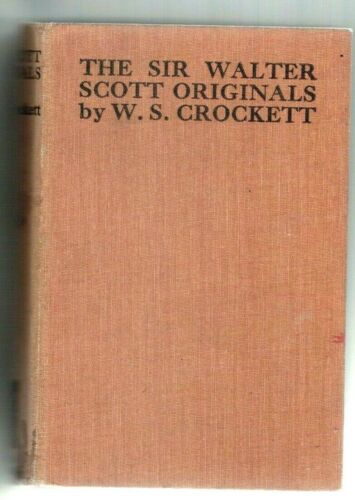 THE SIR WALTER
SCOTT ORIGINALS
by W. S. CROCKETT